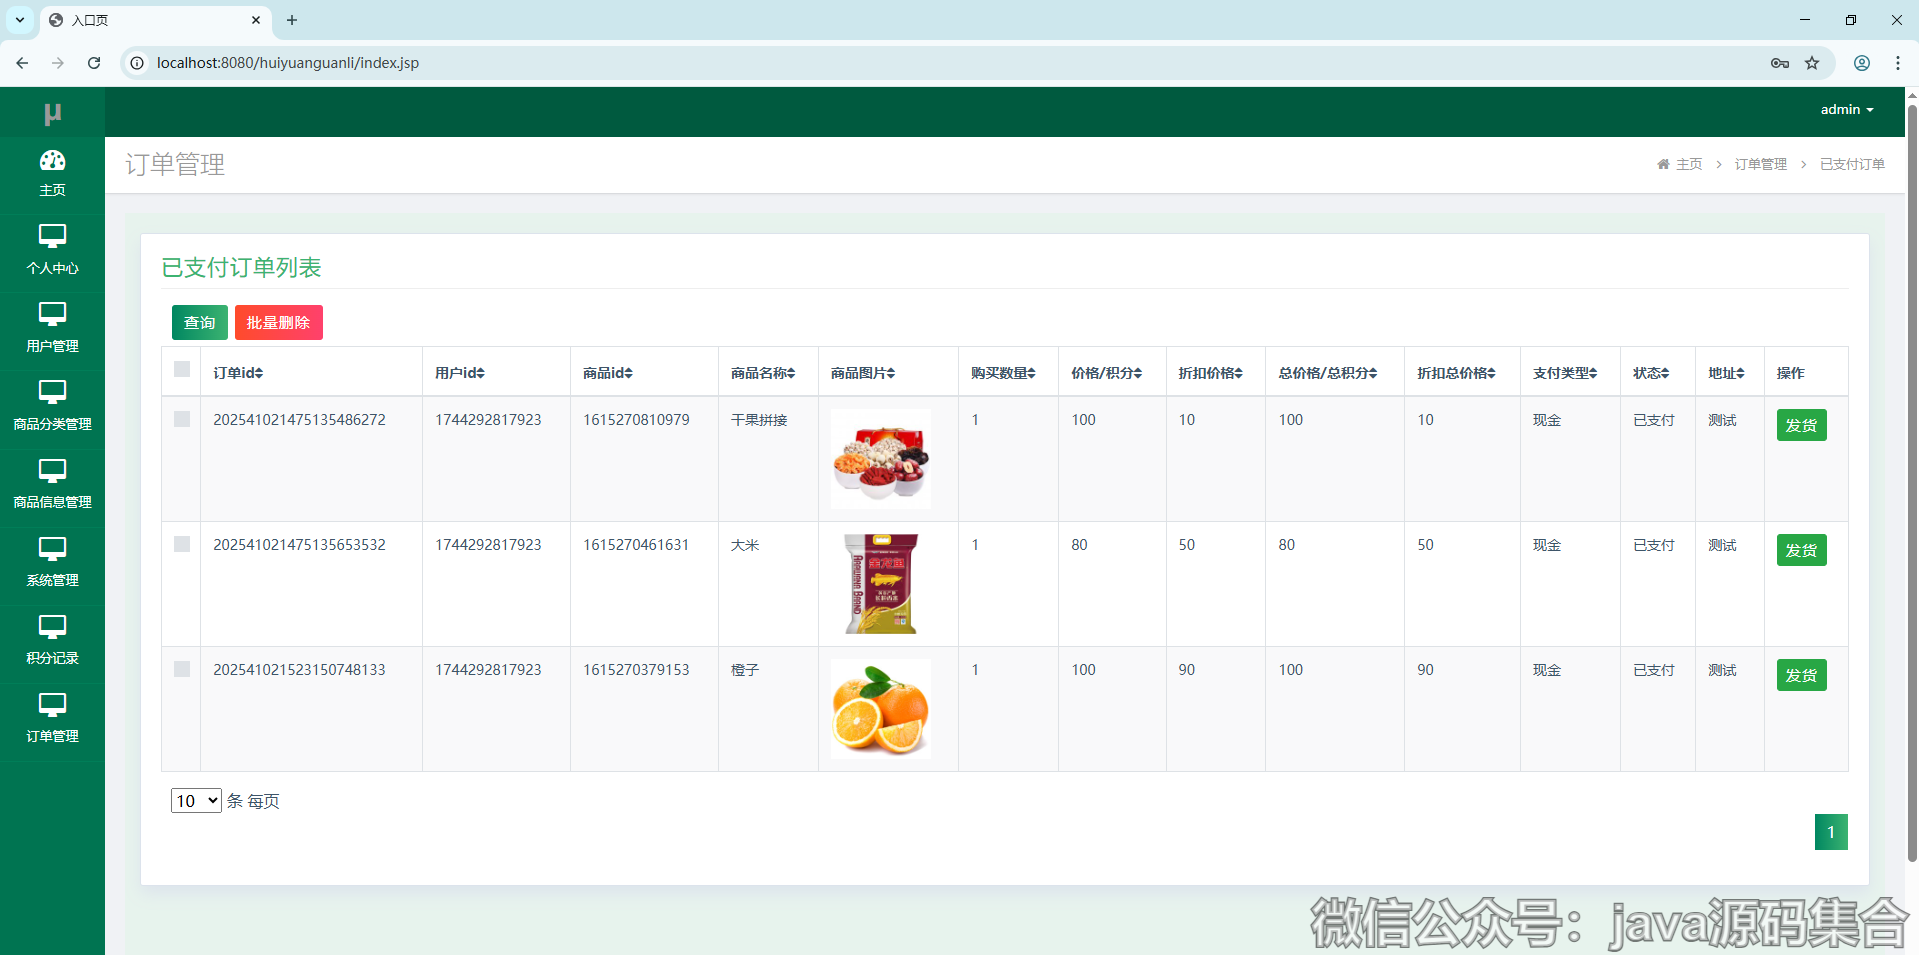 入口页
localhost:8080/huiyuanguanli/index.jsp
µ
admin
主页
个人中心
用户管理
商品分类管理
商品信息管理
系统管理
积分记录
订单管理
订单管理
主页 > 订单管理 > 已支付订单
已支付订单列表
查询 批量删除
订单id 用户id 商品id 商品名称 商品图片 购买数量 价格/积分 折扣价格 总价格/总积分 折扣总价格 支付类型 状态 地址 操作
202541021475135486272 1744292817923 1615270810979 干果拼接 1 100 10 100 10 现金 已支付 测试 发货
202541021475135653532 1744292817923 1615270461631 大米 1 80 50 80 50 现金 已支付 测试 发货
金龙鱼
ARAWANA BRAND
202541021523150748133 1744292817923 1615270379153 橙子 1 100 90 100 90 现金 已支付 测试 发货
10 条 每页
1
微信公众号：java源码集合